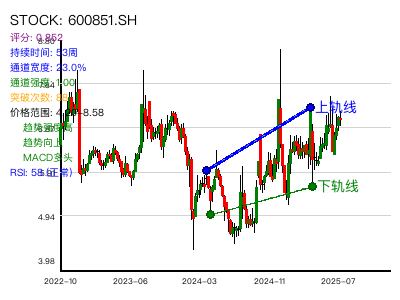 STOCK: 600851.SH
评分: 0.852
持续时间: 53周
通道宽度: 23.0%
通道强度: 1.00
突破次数:
价格范围: 8.58
趋势
趋势向上
MACD多头
RSI: 58 (正常)
上轨线
下轨线
4.94
3.98
2022-10
2023-06
2024-03
2024-11
2025-07